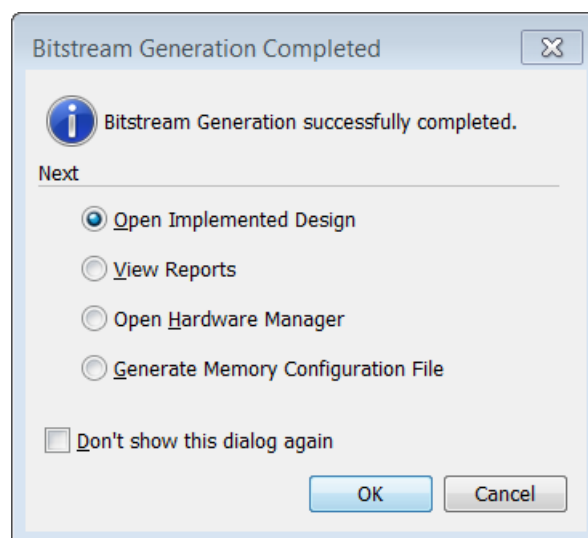 Bitstream Generation Completed
Bitstream Generation successfully completed.
Next
Open Implemented Design
View Reports
Open Hardware Manager
Generate Memory Configuration File
Don't show this dialog again
OK Cancel